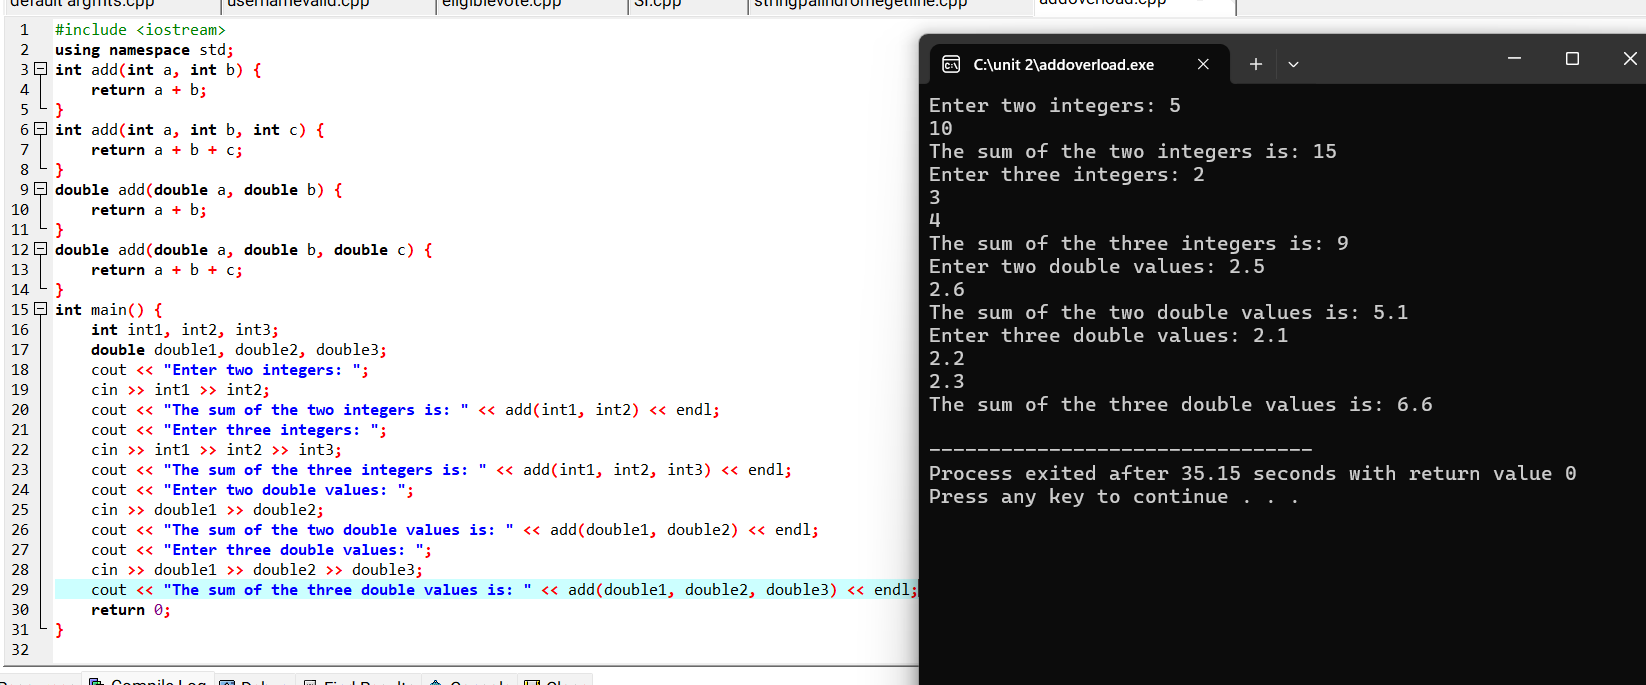 default argmts.cpp usernamevalid.cpp eligiblevote.cpp SI.cpp stringpalindromegetline.cpp addoverload.cpp
1 #include <iostream>
2 using namespace std;
3 int add(int a, int b) {
4 return a + b;
5 }
6 int add(int a, int b, int c) {
7 return a + b + c;
8 }
9 double add(double a, double b) {
10 return a + b;
11 }
12 double add(double a, double b, double c) {
13 return a + b + c;
14 }
15 int main() {
16 int int1, int2, int3;
17 double double1, double2, double3;
18 cout << "Enter two integers: ";
19 cin >> int1 >> int2;
20 cout << "The sum of the two integers is: " << add(int1, int2) << endl;
21 cout << "Enter three integers: ";
22 cin >> int1 >> int2 >> int3;
23 cout << "The sum of the three integers is: " << add(int1, int2, int3) << endl;
24 cout << "Enter two double values: ";
25 cin >> double1 >> double2;
26 cout << "The sum of the two double values is: " << add(double1, double2) << endl;
27 cout << "Enter three double values: ";
28 cin >> double1 >> double2 >> double3;
29 cout << "The sum of the three double values is: " << add(double1, double2, double3) << endl;
30 return 0;
31 }
32
Compile Log
C:\unit 2\addoverload.exe
Enter two integers: 5
10
The sum of the two integers is: 15
Enter three integers: 2
3
4
The sum of the three integers is: 9
Enter two double values: 2.5
2.6
The sum of the two double values is: 5.1
Enter three double values: 2.1
2.2
2.3
The sum of the three double values is: 6.6
--------------------------------
Process exited after 35.15 seconds with return value 0
Press any key to continue . . .